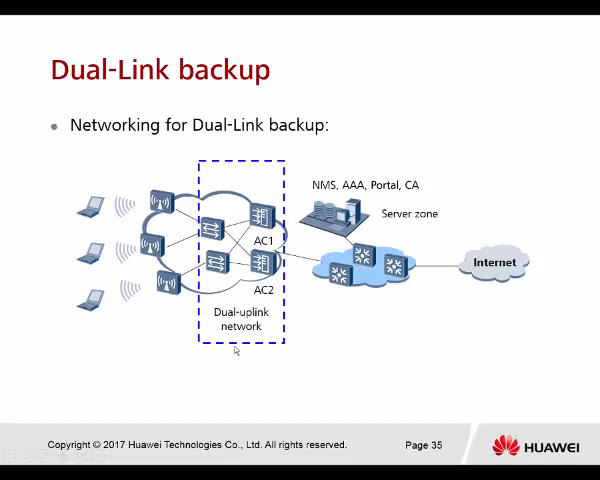 Dual-Link backup
Networking for Dual-Link backup:
NMS, AAA, Portal, CA
Server zone
AC1
Internet
AC2
Dual-uplink
network
Copyright © 2017 Huawei Technologies Co., Ltd. All rights reserved.
Page 35
HUAWEI